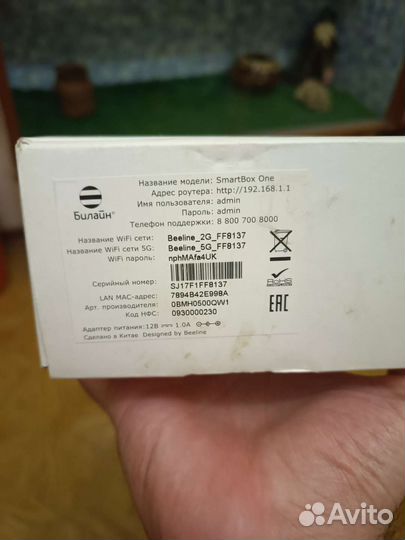 Билайн®
Название модели: SmartBox One
Адрес роутера: http://192.168.1.1
Имя пользователя: admin
Пароль: admin
Телефон поддержки: 8 800 700 8000
Название WiFi сети: Beeline_2G_FF8137
Название WiFi сети 5G: Beeline_5G_FF8137
WiFi пароль: nphMAfa4UK
Серийный номер: SJ17F1FF8137
LAN MAC-адрес: 7894B42E998A
Арт. производителя: 0BMH0500QW1
Код НФС: 0930000230
Адаптер питания: 12В 1.0А
Сделано в Китае Designed by Beeline
RoHS
EAC
Avito